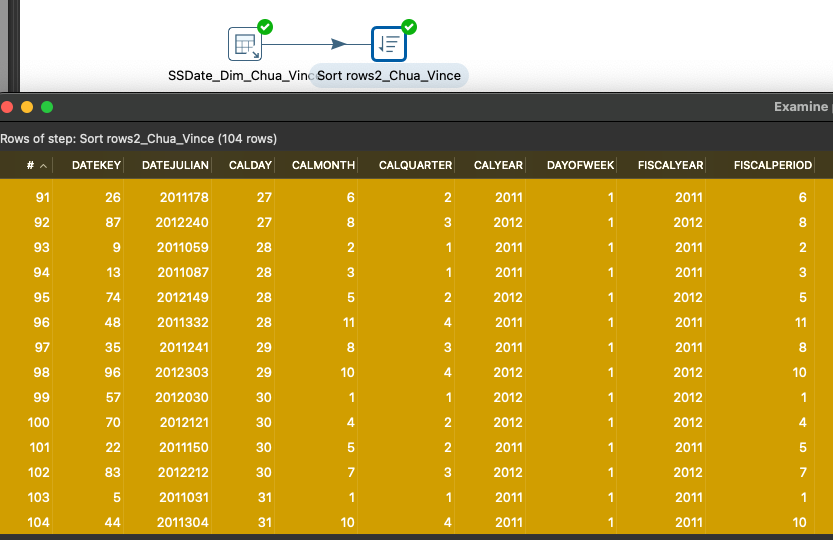 SSDate_Dim_Chua_Vinc Sort rows2_Chua_Vince
Examine
Rows of step: Sort rows2_Chua_Vince (104 rows)
# DATEKEY DATEJULIAN CALDAY CALMONTH CALQUARTER CALYEAR DAYOFWEEK FISCALYEAR FISCALPERIOD
91 26 2011178 27 6 2 2011 1 2011 6
92 87 2012240 27 8 3 2012 1 2012 8
93 9 2011059 28 2 1 2011 1 2011 2
94 13 2011087 28 3 1 2011 1 2011 3
95 74 2012149 28 5 2 2012 1 2012 5
96 48 2011332 28 11 4 2011 1 2011 11
97 35 2011241 29 8 3 2011 1 2011 8
98 96 2012303 29 10 4 2012 1 2012 10
99 57 2012030 30 1 1 2012 1 2012 1
100 70 2012121 30 4 2 2012 1 2012 4
101 22 2011150 30 5 2 2011 1 2011 5
102 83 2012212 30 7 3 2012 1 2012 7
103 5 2011031 31 1 1 2011 1 2011 1
104 44 2011304 31 10 4 2011 1 2011 10